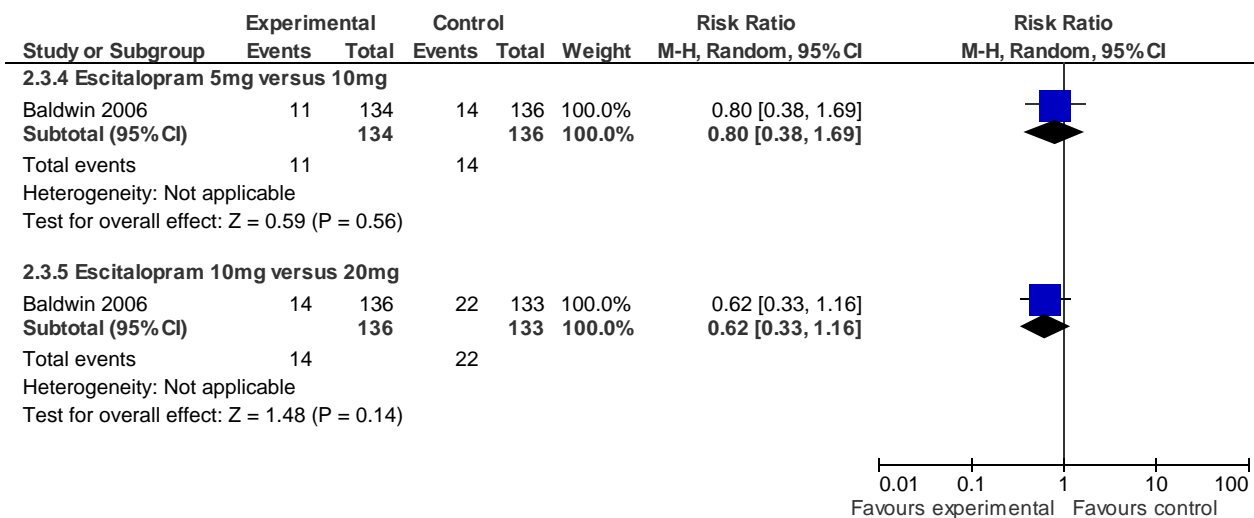 Experimental Control Risk Ratio Risk Ratio
Study or Subgroup Events Total Events Total Weight M-H, Random, 95% CI M-H, Random, 95% CI
2.3.4 Escitalopram 5mg versus 10mg
Baldwin 2006 11 134 14 136 100.0% 0.80 [0.38, 1.69]
Subtotal (95% CI) 134 136 100.0% 0.80 [0.38, 1.69]
Total events 11 14
Heterogeneity: Not applicable
Test for overall effect: Z = 0.59 (P = 0.56)
2.3.5 Escitalopram 10mg versus 20mg
Baldwin 2006 14 136 22 133 100.0% 0.62 [0.33, 1.16]
Subtotal (95% CI) 136 133 100.0% 0.62 [0.33, 1.16]
Total events 14 22
Heterogeneity: Not applicable
Test for overall effect: Z = 1.48 (P = 0.14)
0.01 0.1 1 10 100
Favours experimental Favours control